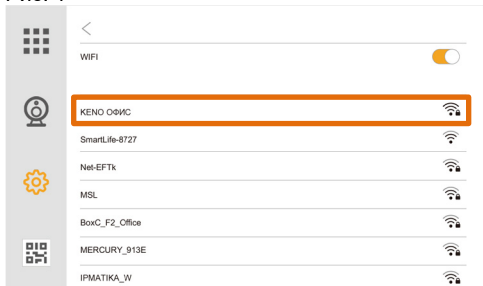 WIFI
KENO ОФИС
SmartLife-8727
Net-EFTk
MSL
BoxC_F2_Office
MERCURY_913E
IPMATIKA_W